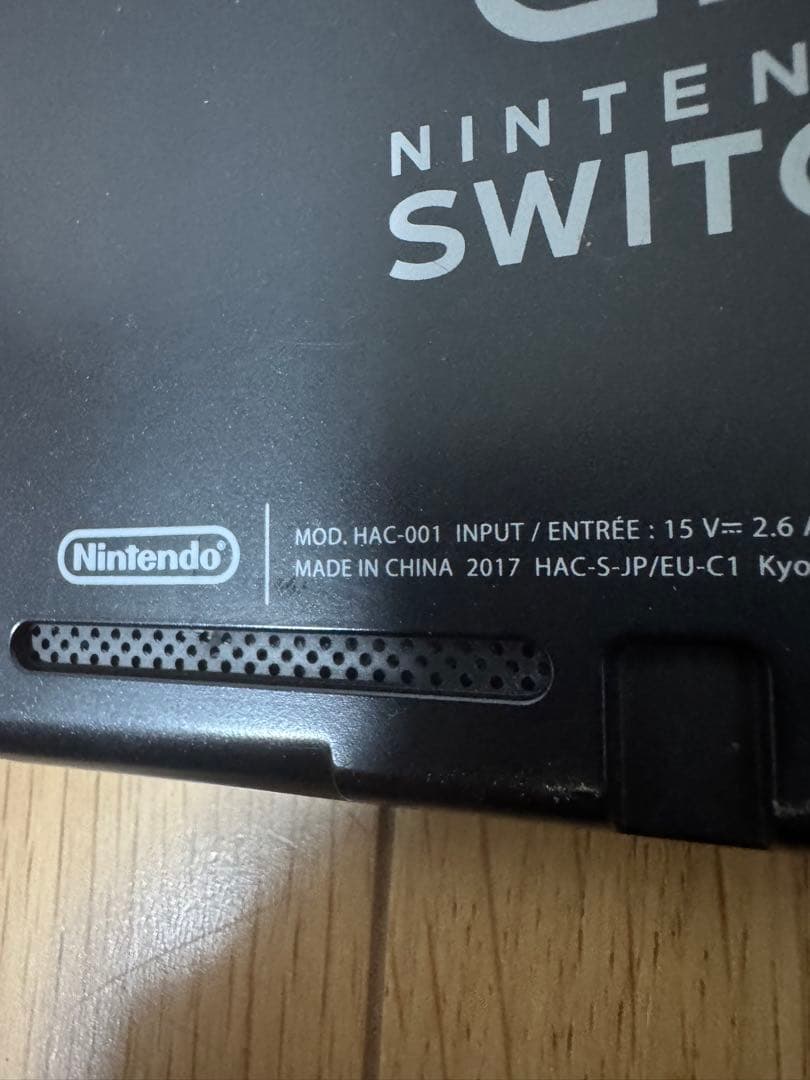 NINTEN
SWITC
Nintendo®
MOD. HAC-001 INPUT / ENTRÉE : 15 V⎓ 2.6 A
MADE IN CHINA 2017 HAC-S-JP/EU-C1 Kyo